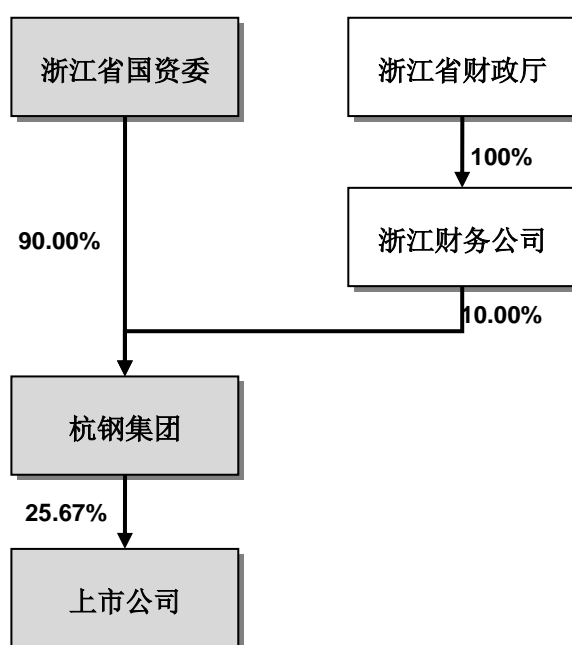 浙江省国资委
浙江省财政厅
100%
90.00%
浙江财务公司
10.00%
杭钢集团
25.67%
上市公司